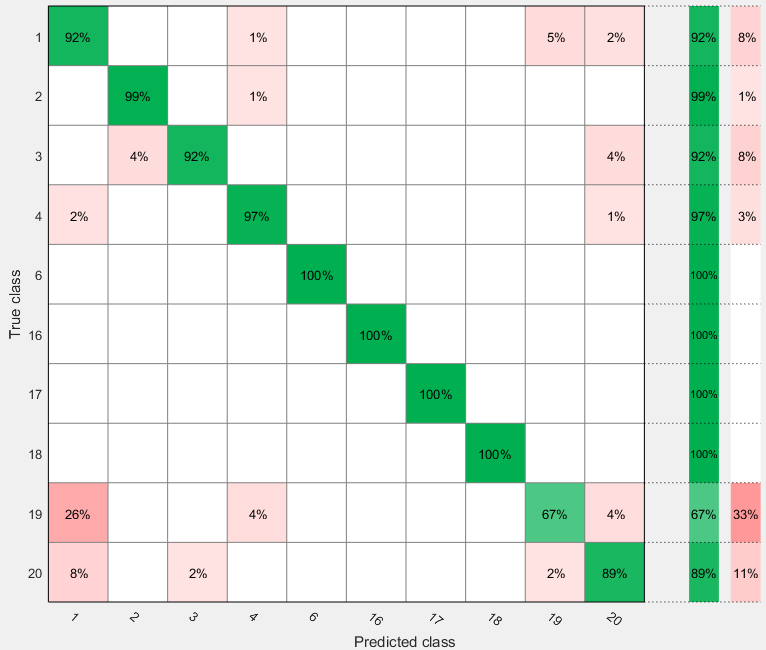 1 92% 1% 5% 2% 92% 8%
2 99% 1% 99% 1%
3 4% 92% 4% 92% 8%
4 2% 97% 1% 97% 3%
6 100% 100%
16 100% 100%
17 100% 100%
18 100% 100%
19 26% 4% 67% 4% 67% 33%
20 8% 2% 2% 89% 89% 11%
True class
1 2 3 4 6 16 17 18 19 20
Predicted class